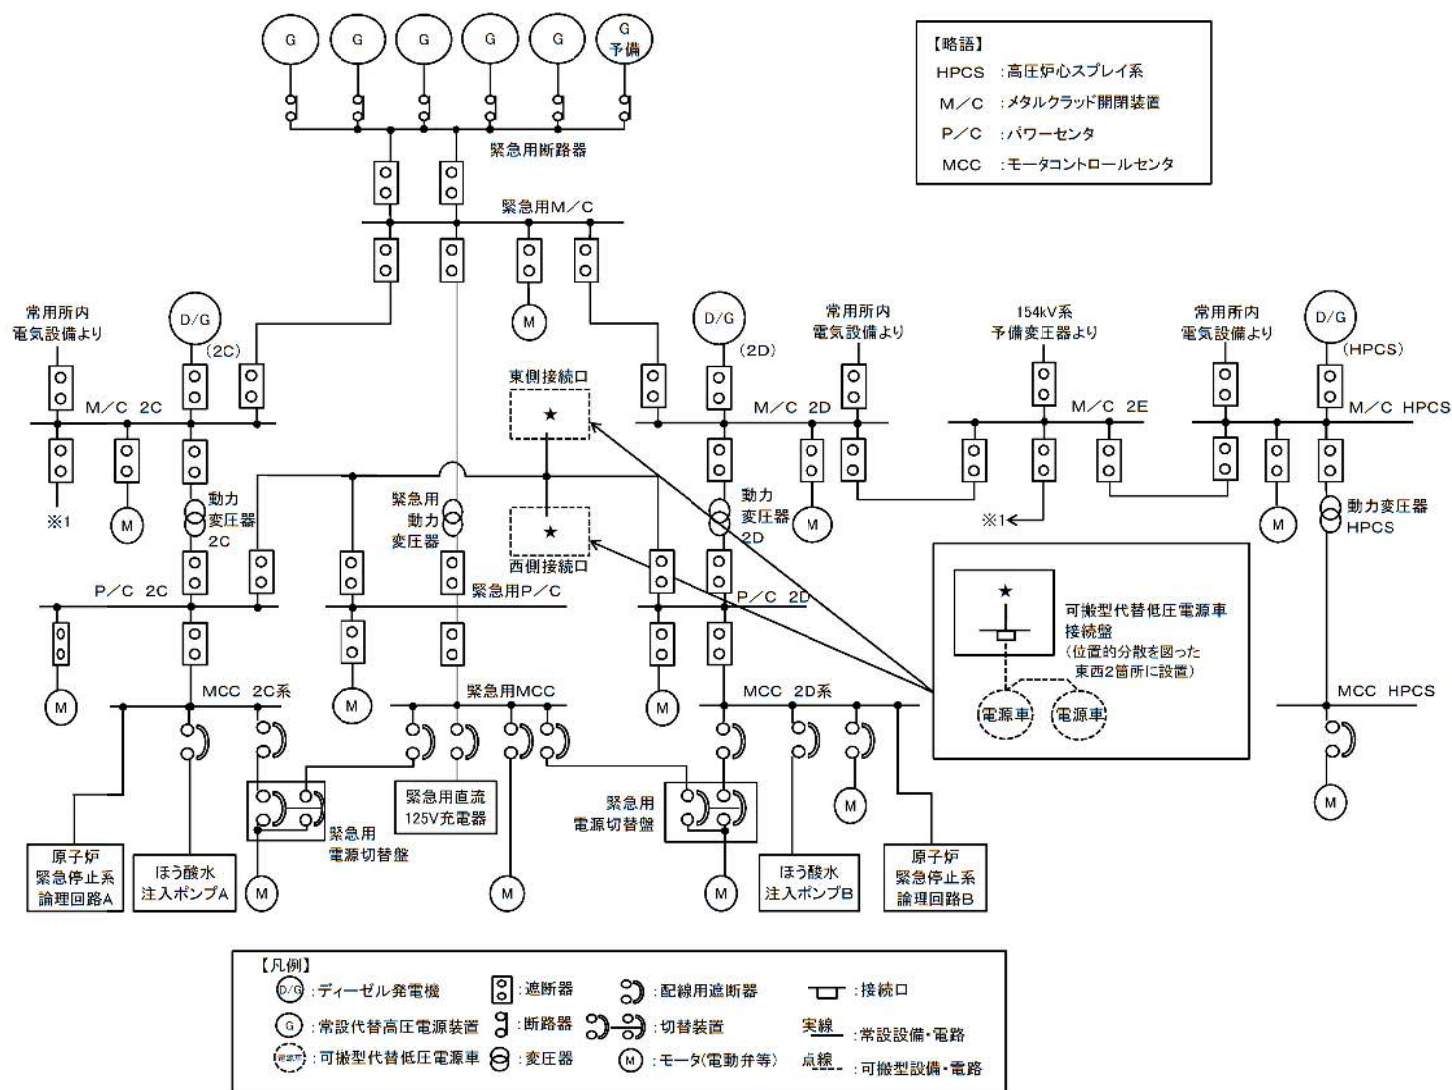 G
G
G
G
G
G
予備
緊急用断路器
【略語】
HPCS :高圧炉心スプレイ系
M/C :メタルクラッド開閉装置
P/C :パワーセンタ
MCC :モータコントロールセンタ
緊急用M/C
M
常用所内
電気設備より
D/G
(2C)
M/C 2C
D/G
(2D)
M/C 2D
常用所内
電気設備より
154kV系
予備変圧器より
M/C 2E
常用所内
電気設備より
D/G
(HPCS)
M/C HPCS
東側接続口
★
★
西側接続口
※1
M
動力
変圧器
2C
緊急用
動力
変圧器
動力
変圧器
2D
M
※1
M
動力変圧器
HPCS
P/C 2C
緊急用P/C
P/C 2D
★
可搬型代替低圧電源車
接続盤
(位置的分散を図った
東西2箇所に設置)
電源車
電源車
M
MCC 2C系
M
緊急用MCC
M
MCC 2D系
MCC HPCS
緊急用直流
125V充電器
緊急用
電源切替盤
緊急用
電源切替盤
M
M
原子炉
緊急停止系
論理回路A
ほう酸水
注入ポンプA
M
M
M
ほう酸水
注入ポンプB
原子炉
緊急停止系
論理回路B
【凡例】
D/G :ディーゼル発電機
:遮断器
:配線用遮断器
:接続口
G :常設代替高圧電源装置
:断路器
:切替装置
実線 :常設設備・電路
電源車 :可搬型代替低圧電源車
:変圧器
M :モータ(電動弁等)
点線 :可搬型設備・電路